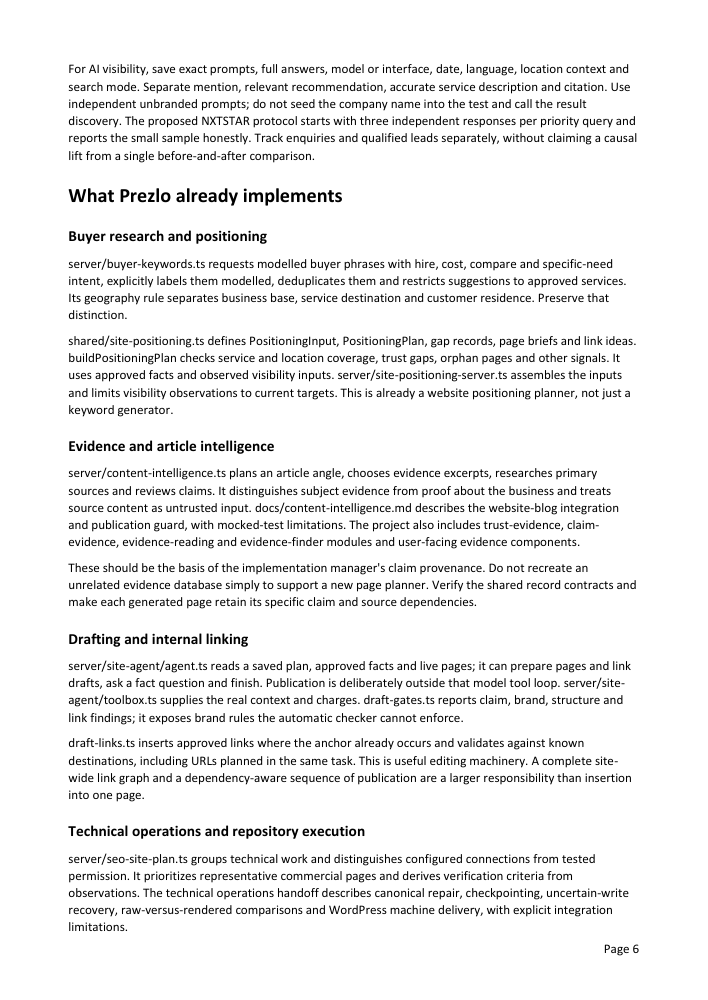 For AI visibility, save exact prompts, full answers, model or interface, date, language, location context and
search mode. Separate mention, relevant recommendation, accurate service description and citation. Use
independent unbranded prompts; do not seed the company name into the test and call the result
discovery. The proposed NXTSTAR protocol starts with three independent responses per priority query and
reports the small sample honestly. Track enquiries and qualified leads separately, without claiming a causal
lift from a single before-and-after comparison.
What Prezlo already implements
Buyer research and positioning
server/buyer-keywords.ts requests modelled buyer phrases with hire, cost, compare and specific-need
intent, explicitly labels them modelled, deduplicates them and restricts suggestions to approved services.
Its geography rule separates business base, service destination and customer residence. Preserve that
distinction.
shared/site-positioning.ts defines PositioningInput, PositioningPlan, gap records, page briefs and link ideas.
buildPositioningPlan checks service and location coverage, trust gaps, orphan pages and other signals. It
uses approved facts and observed visibility inputs. server/site-positioning-server.ts assembles the inputs
and limits visibility observations to current targets. This is already a website positioning planner, not just a
keyword generator.
Evidence and article intelligence
server/content-intelligence.ts plans an article angle, chooses evidence excerpts, researches primary
sources and reviews claims. It distinguishes subject evidence from proof about the business and treats
source content as untrusted input. docs/content-intelligence.md describes the website-blog integration
and publication guard, with mocked-test limitations. The project also includes trust-evidence, claim-
evidence, evidence-reading and evidence-finder modules and user-facing evidence components.
These should be the basis of the implementation manager's claim provenance. Do not recreate an
unrelated evidence database simply to support a new page planner. Verify the shared record contracts and
make each generated page retain its specific claim and source dependencies.
Drafting and internal linking
server/site-agent/agent.ts reads a saved plan, approved facts and live pages; it can prepare pages and link
drafts, ask a fact question and finish. Publication is deliberately outside that model tool loop. server/site-
agent/toolbox.ts supplies the real context and charges. draft-gates.ts reports claim, brand, structure and
link findings; it exposes brand rules the automatic checker cannot enforce.
draft-links.ts inserts approved links where the anchor already occurs and validates against known
destinations, including URLs planned in the same task. This is useful editing machinery. A complete site-
wide link graph and a dependency-aware sequence of publication are a larger responsibility than insertion
into one page.
Technical operations and repository execution
server/seo-site-plan.ts groups technical work and distinguishes configured connections from tested
permission. It prioritizes representative commercial pages and derives verification criteria from
observations. The technical operations handoff describes canonical repair, checkpointing, uncertain-write
recovery, raw-versus-rendered comparisons and WordPress machine delivery, with explicit integration
limitations.
Page 6